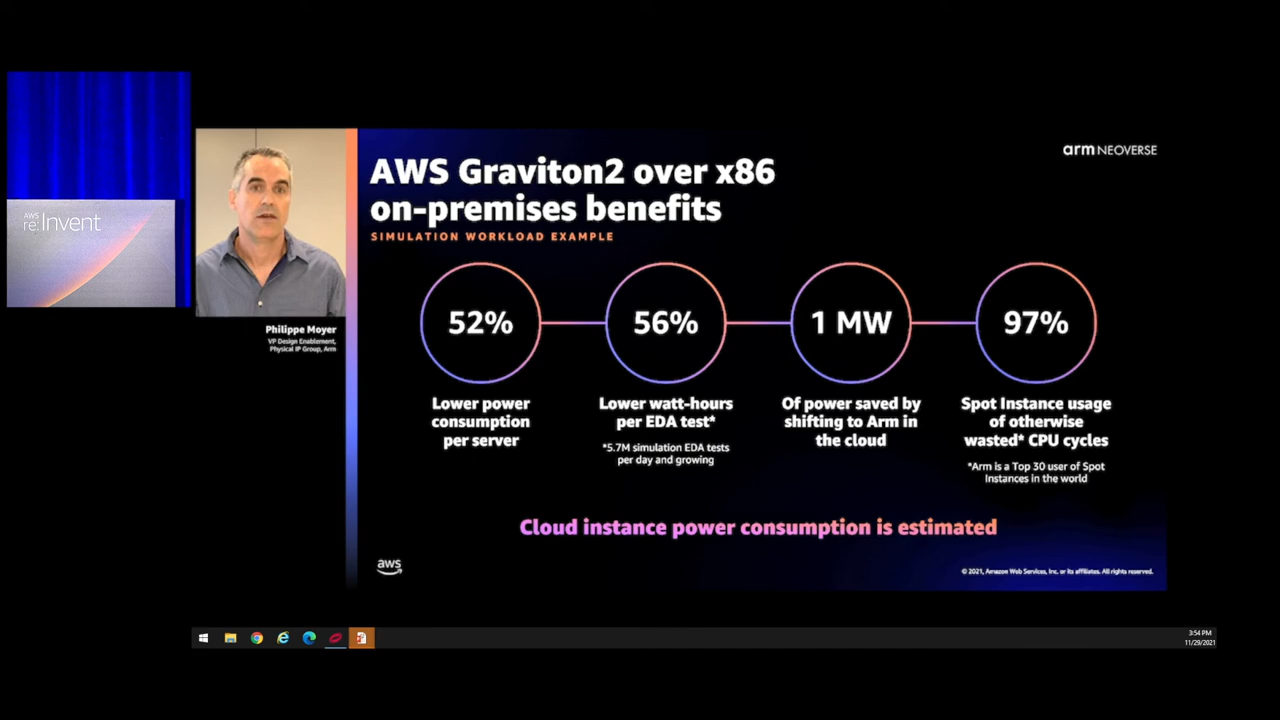 AWS
re:Invent
Philippe Moyer
VP Design Enablement,
Physical IP Group, Arm
arm NEOVERSE
AWS Graviton2 over x86
on-premises benefits
SIMULATION WORKLOAD EXAMPLE
52%
Lower power
consumption
per server
56%
Lower watt-hours
per EDA test*
*5.7M simulation EDA tests
per day and growing
1 MW
Of power saved by
shifting to Arm in
the cloud
97%
Spot Instance usage
of otherwise
wasted* CPU cycles
*Arm is a Top 30 user of Spot
Instances in the world
Cloud instance power consumption is estimated
aws
© 2021, Amazon Web Services, Inc. or its affiliates. All rights reserved.
3:54 PM
11/29/2021